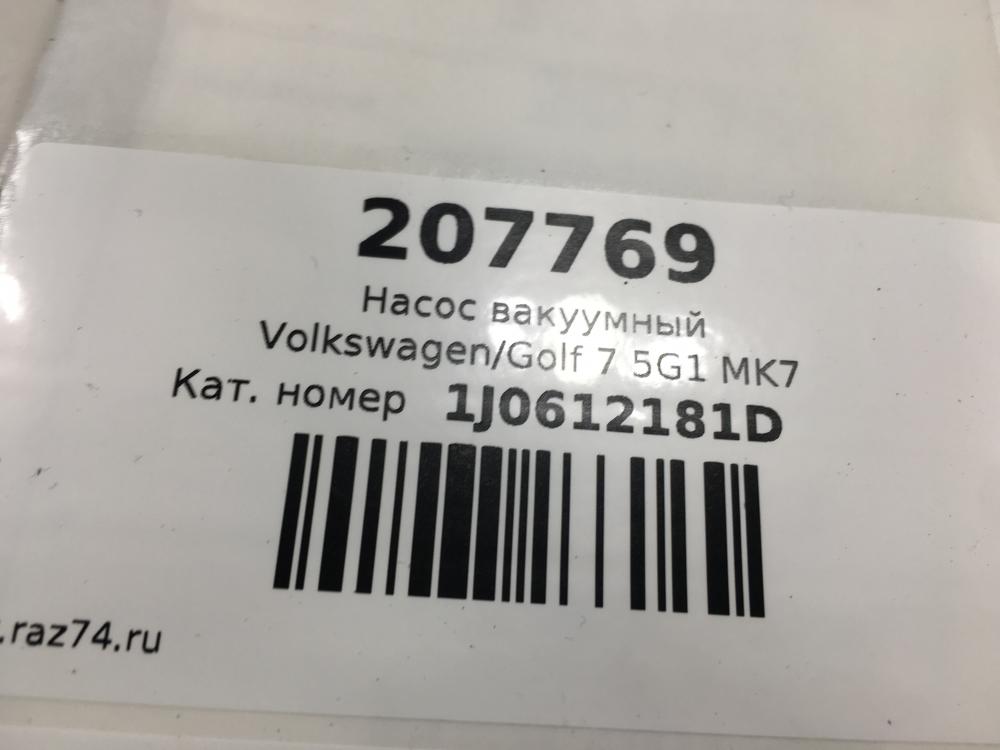 207769
Насос вакуумный
Volkswagen/Golf 7 5G1 MK7
Кат. номер 1J0612181D
.raz74.ru